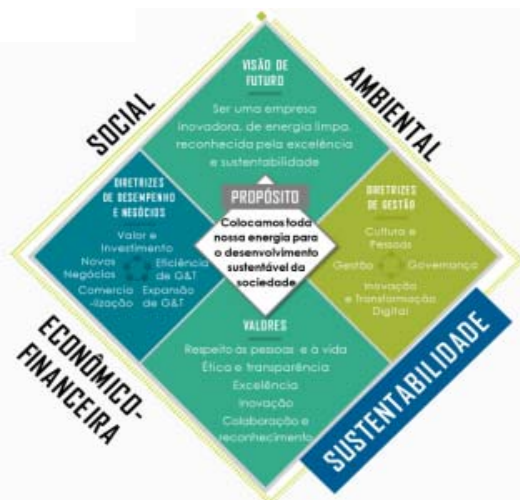 SOCIAL
AMBIENTAL
VISÃO DE
FUTURO
Ser uma empresa
inovadora, de energia limpa,
reconhecida pela excelência
e sustentabilidade
DIRETRIZES
DE DESEMPENHO
E NEGÓCIOS
Valor e
Investimento
Novos
Negócios
Eficiência
de G&T
Comercia
-lização
Expansão
de G&T
PROPÓSITO
Colocamos toda
nossa energia para
o desenvolvimento
sustentável da
sociedade
DIRETRIZES
DE GESTÃO
Cultura e
Pessoas
Gestão
Governança
Inovação
e Transformação
Digital
VALORES
Respeito às pessoas e à vida
Ética e transparência
Excelência
Inovação
Colaboração e
reconhecimento
ECONÔMICO-
FINANCEIRA
SUSTENTABILIDADE